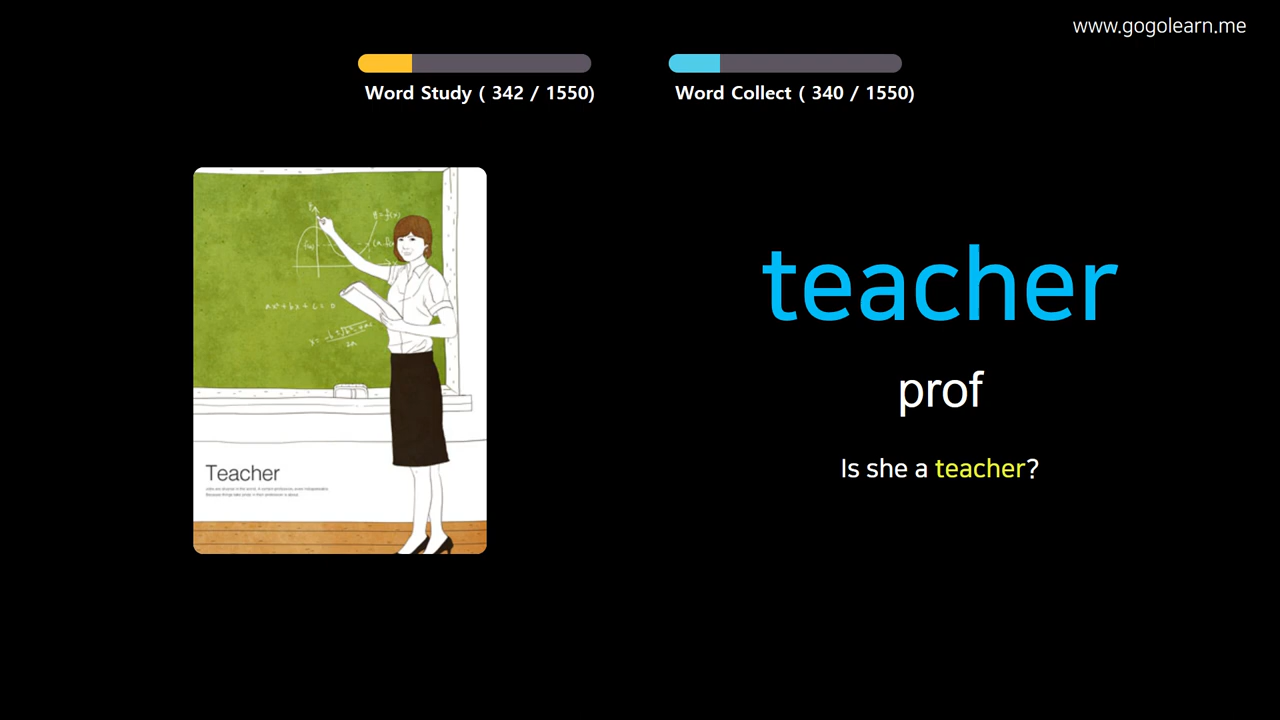 www.gogolearn.me
Word Study ( 342 / 1550)
Word Collect ( 340 / 1550)
teacher
prof
Is she a teacher?
Teacher